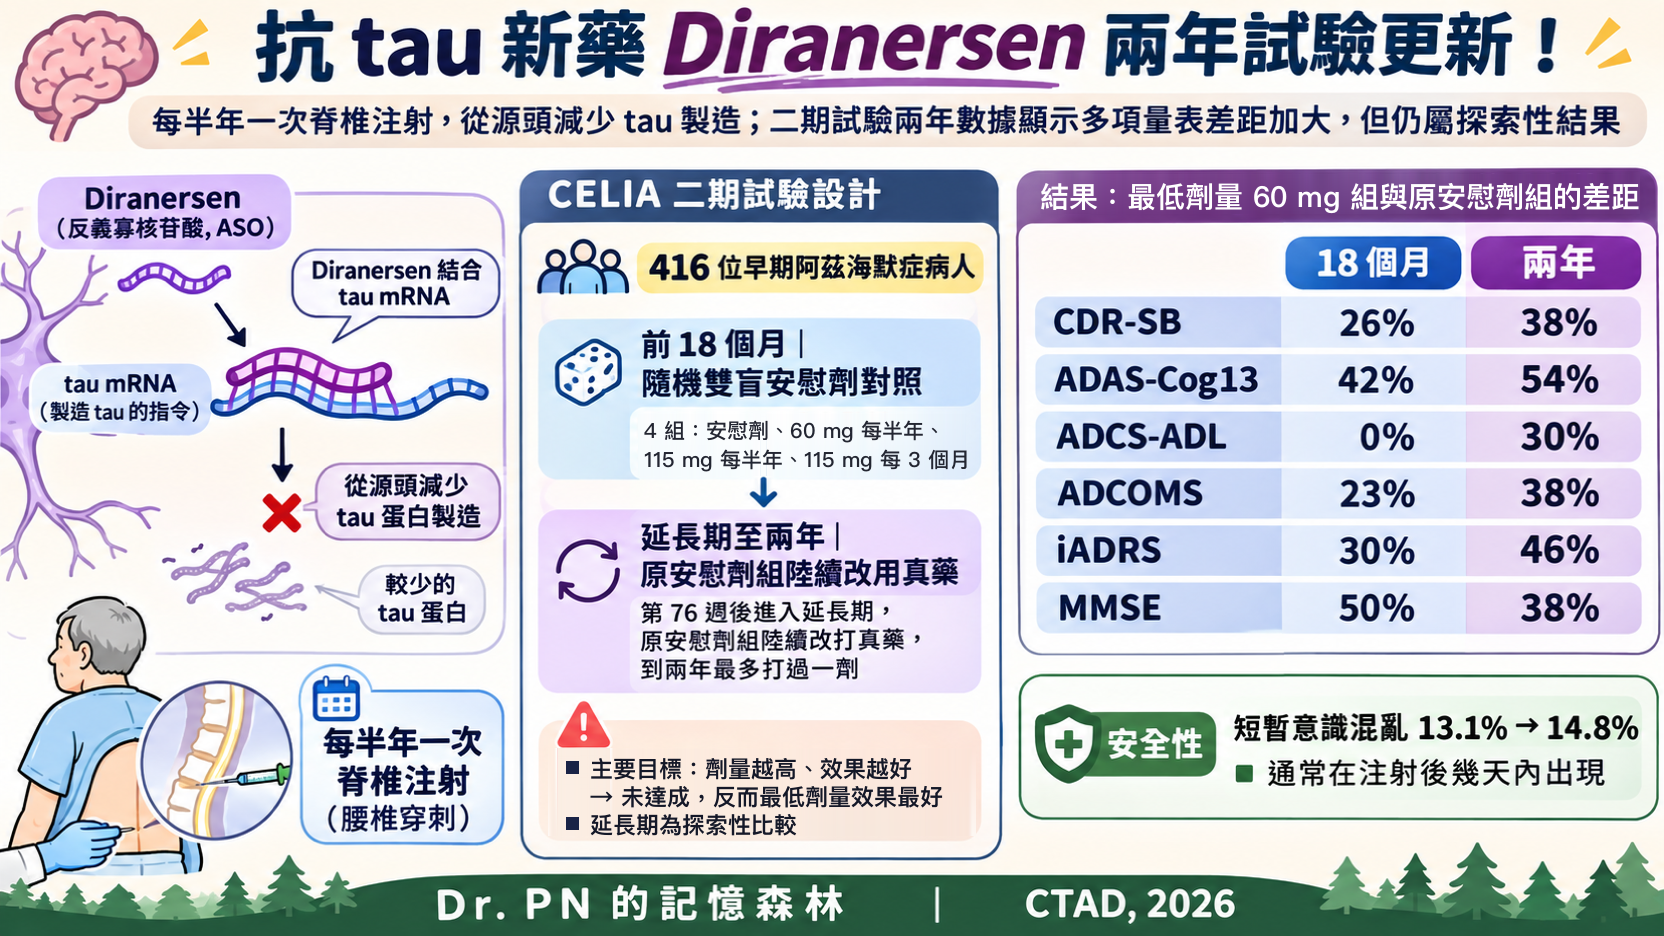 抗 tau 新藥 Diranersen 兩年試驗更新！
每半年一次脊椎注射，從源頭減少 tau 製造；二期試驗兩年數據顯示多項量表差距加大，但仍屬探索性結果
Diranersen
（反義寡核苷酸, ASO）
Diranersen 結合
tau mRNA
tau mRNA
（製造 tau 的指令）
從源頭減少
tau 蛋白製造
較少的
tau 蛋白
每半年一次
脊椎注射
（腰椎穿刺）
CELIA 二期試驗設計
416 位早期阿茲海默症病人
前 18 個月｜
隨機雙盲安慰劑對照
4 組：安慰劑、60 mg 每半年、
115 mg 每半年、115 mg 每 3 個月
延長期至兩年｜
原安慰劑組陸續改用真藥
第 76 週後進入延長期，
原安慰劑組陸續改打真藥，
到兩年最多打過一劑
■ 主要目標：劑量越高、效果越好
→ 未達成，反而最低劑量效果最好
■ 延長期為探索性比較
結果：最低劑量 60 mg 組與原安慰劑組的差距
18 個月 兩年
CDR-SB 26% 38%
ADAS-Cog13 42% 54%
ADCS-ADL 0% 30%
ADCOMS 23% 38%
iADRS 30% 46%
MMSE 50% 38%
安全性
短暫意識混亂 13.1% → 14.8%
■ 通常在注射後幾天內出現
Dr. PN 的記憶森林 | CTAD, 2026